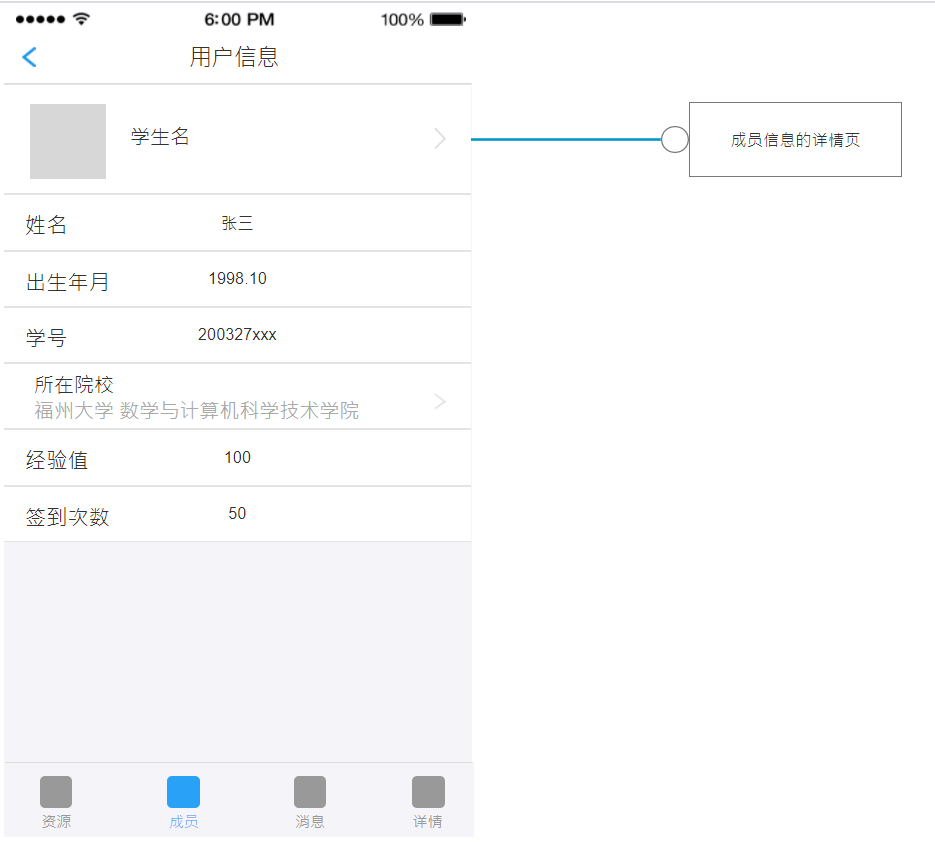 6:00 PM
100%
用户信息
学生名
成员信息的详情页
姓名
张三
出生年月
1998.10
学号
200327xxx
所在院校
福州大学 数学与计算机科学技术学院
经验值
100
签到次数
50
资源
成员
消息
详情